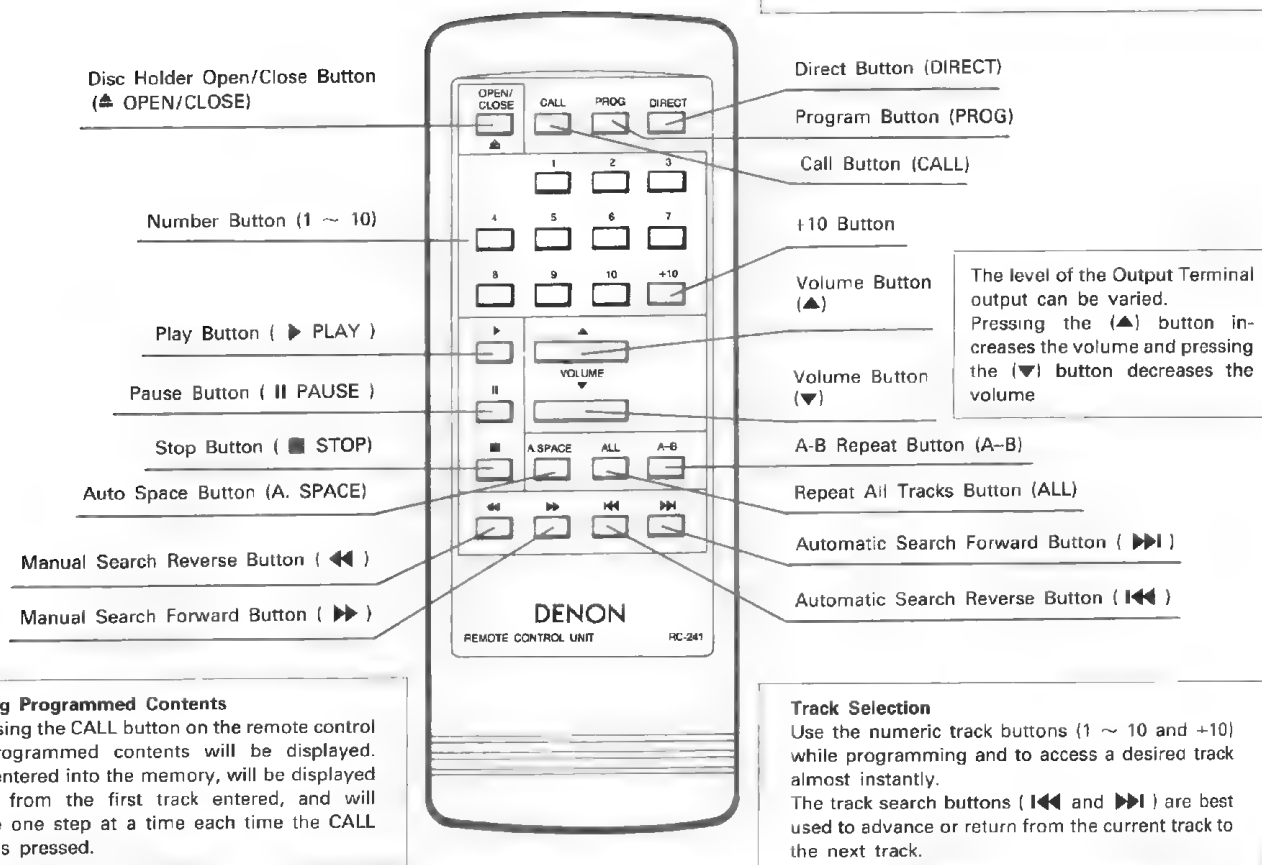 Disc Holder Open/Close Button
(⏏ OPEN/CLOSE)
Number Button (1 ~ 10)
Play Button ( ▶ PLAY )
Pause Button ( II PAUSE )
Stop Button ( ■ STOP)
Auto Space Button (A. SPACE)
Manual Search Reverse Button ( ◀◀ )
Manual Search Forward Button ( ▶▶ )
OPEN/
CLOSE
CALL PROG DIRECT
⏏
1 2 3
4 5 6 7
8 9 10 +10
▶ ▲
VOLUME
II ▼
■ A.SPACE ALL A–B
◀◀ ▶▶ I◀◀ ▶▶I
DENON
REMOTE CONTROL UNIT RC-241
Direct Button (DIRECT)
Program Button (PROG)
Call Button (CALL)
+10 Button
Volume Button
(▲)
Volume Button
(▼)
A-B Repeat Button (A–B)
Repeat All Tracks Button (ALL)
Automatic Search Forward Button ( ▶▶I )
Automatic Search Reverse Button ( I◀◀ )
The level of the Output Terminal
output can be varied.
Pressing the (▲) button in-
creases the volume and pressing
the (▼) button decreases the
volume
g Programmed Contents
sing the CALL button on the remote control
rogrammed contents will be displayed.
entered into the memory, will be displayed
from the first track entered, and will
e one step at a time each time the CALL
s pressed.
Track Selection
Use the numeric track buttons (1 ~ 10 and +10)
while programming and to access a desired track
almost instantly.
The track search buttons ( I◀◀ and ▶▶I ) are best
used to advance or return from the current track to
the next track.